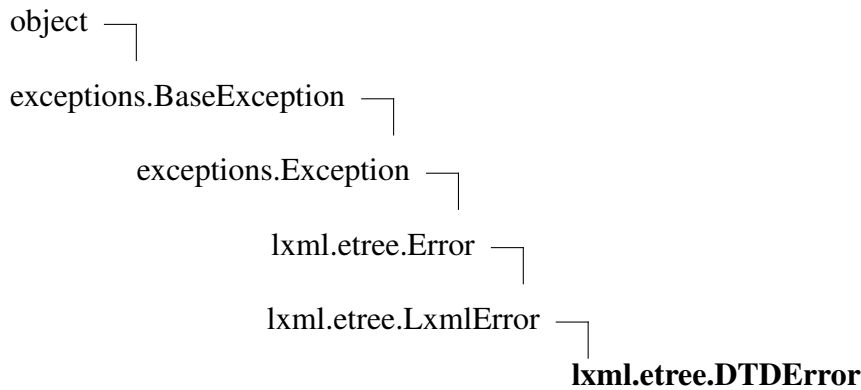 object
exceptions.BaseException
exceptions.Exception
lxml.etree.Error
lxml.etree.LxmlError
lxml.etree.DTDError